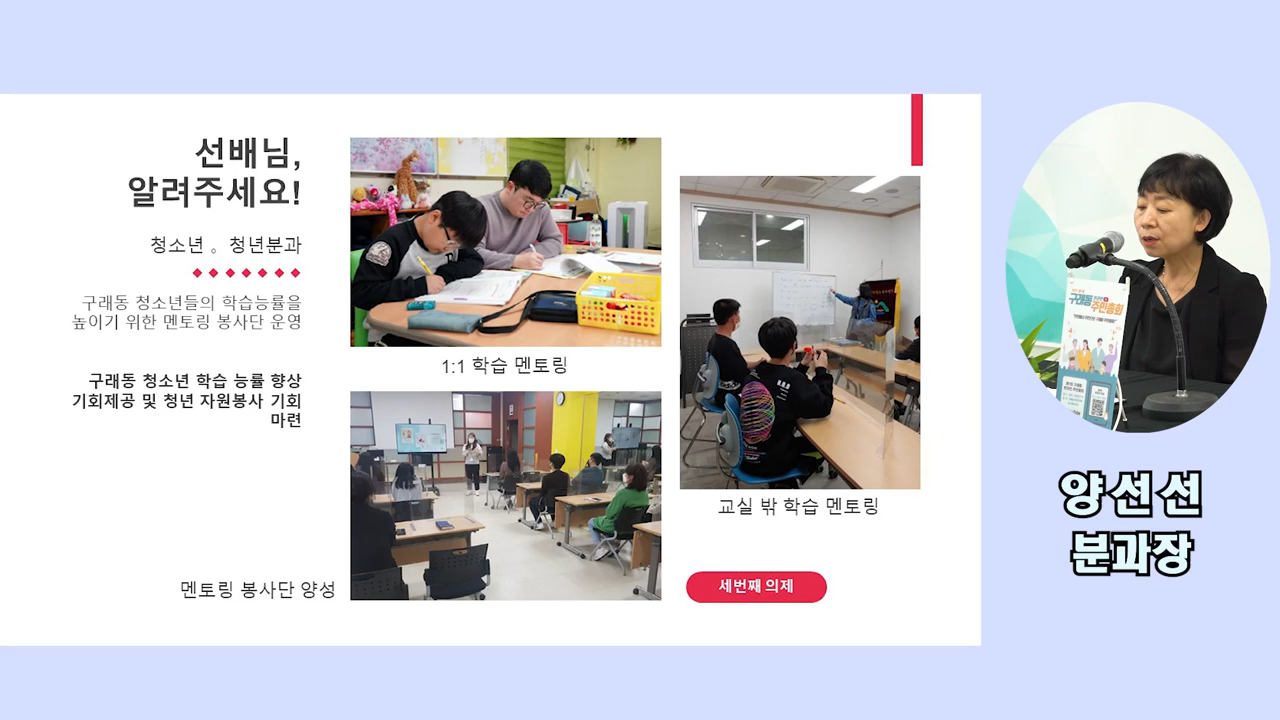 선배님,
알려주세요!
청소년 。 청년분과
구래동 청소년들의 학습능률을
높이기 위한 멘토링 봉사단 운영
구래동 청소년 학습 능률 향상
기회제공 및 청년 자원봉사 기회
마련
1:1 학습 멘토링
멘토링 봉사단 양성
교실 밖 학습 멘토링
세번째 의제
구래동
주민총회
양선선
분과장